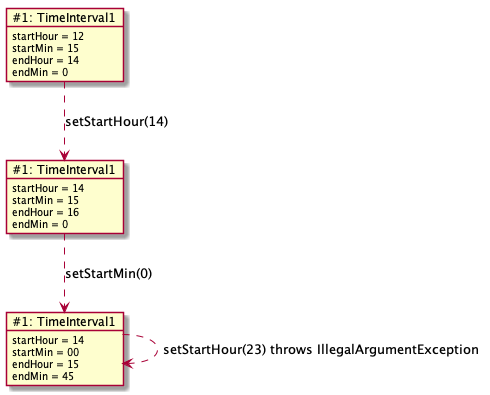 #1: TimeInterval1
startHour = 12
startMin = 15
endHour = 14
endMin = 0
setStartHour(14)
#1: TimeInterval1
startHour = 14
startMin = 15
endHour = 16
endMin = 0
setStartMin(0)
#1: TimeInterval1
startHour = 14
startMin = 00
endHour = 15
endMin = 45
setStartHour(23) throws IllegalArgumentException